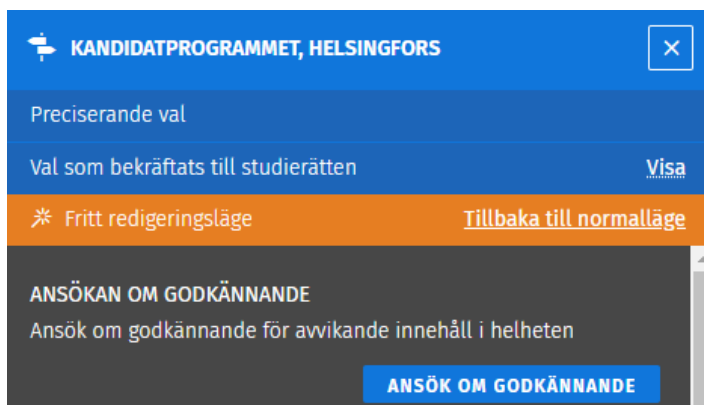 KANDIDATPROGRAMMET, HELSINGFORS
Preciserande val
Val som bekräftats till studierätten Visa
Fritt redigeringsläge Tillbaka till normalläge
ANSÖKAN OM GODKÄNNANDE
Ansök om godkännande för avvikande innehåll i helheten
ANSÖK OM GODKÄNNANDE